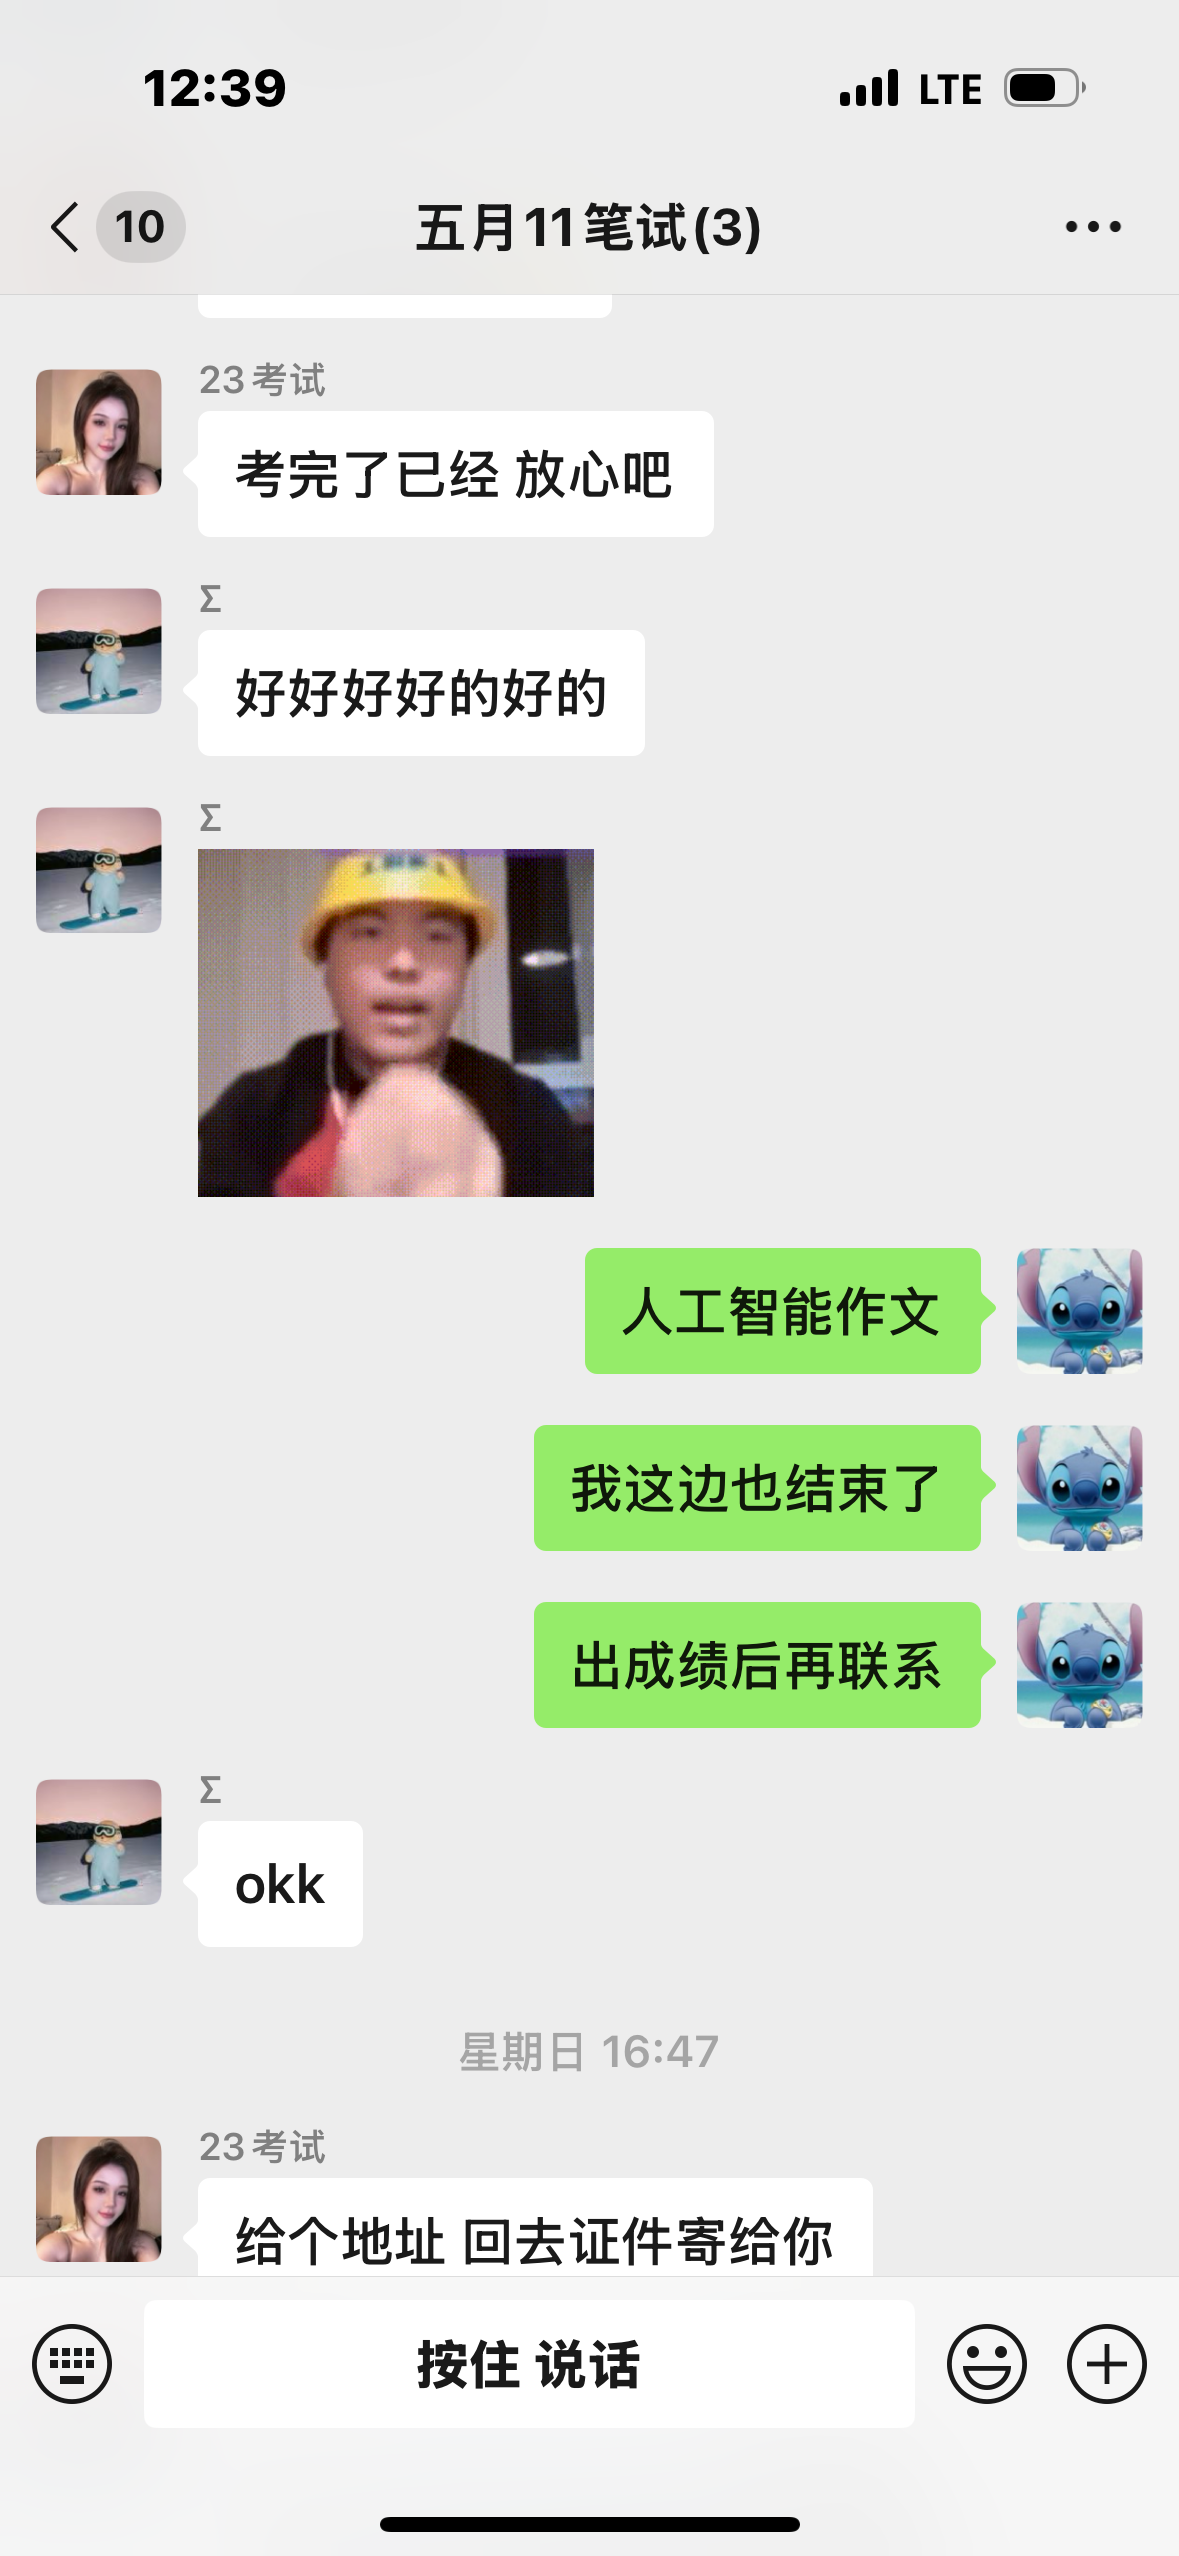 12:39
LTE
10
五月11笔试(3)
23考试
考完了已经 放心吧
Σ
好好好好的好的
Σ
人工智能作文
我这边也结束了
出成绩后再联系
Σ
okk
星期日 16:47
23考试
给个地址 回去证件寄给你
按住 说话